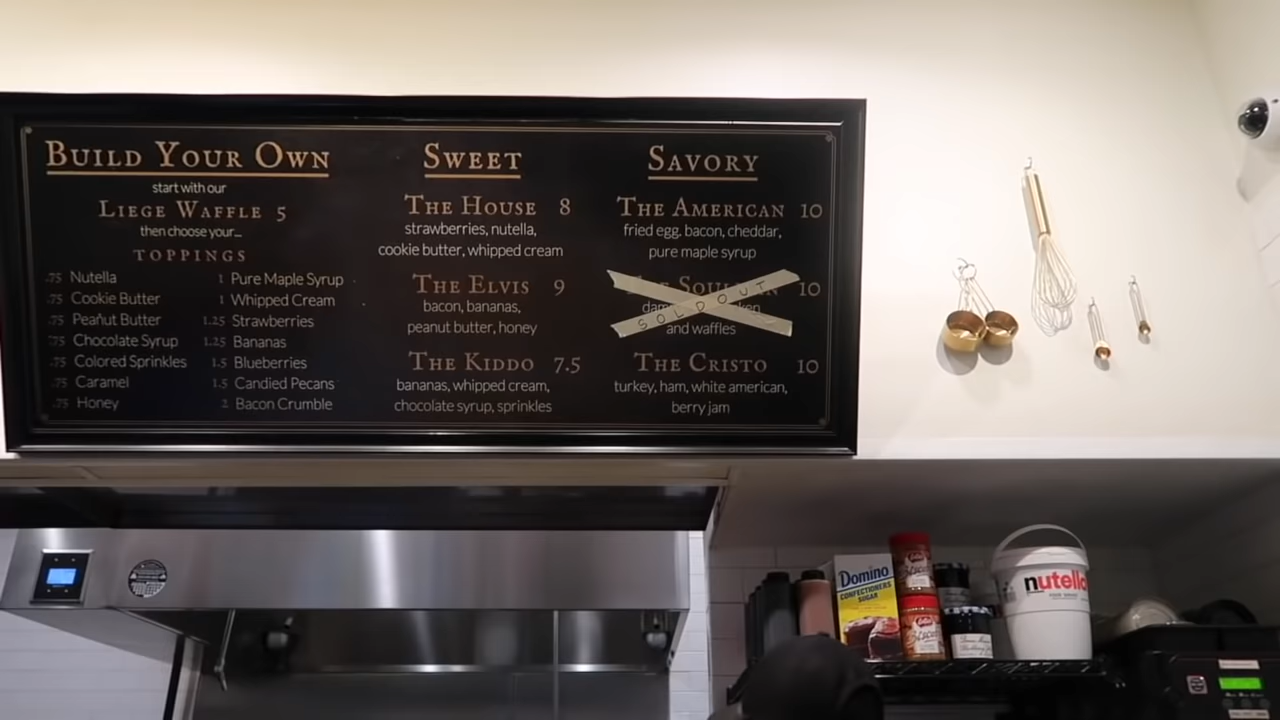 BUILD YOUR OWN
start with our
LIEGE WAFFLE 5
then choose your...
TOPPINGS
.75 Nutella
.75 Cookie Butter
.75 Peanut Butter
.75 Chocolate Syrup
.75 Colored Sprinkles
.75 Caramel
.75 Honey
1 Pure Maple Syrup
1 Whipped Cream
1.25 Strawberries
1.25 Bananas
1.5 Blueberries
1.5 Candied Pecans
2 Bacon Crumble
SWEET
THE HOUSE 8
strawberries, nutella,
cookie butter, whipped cream
THE ELVIS 9
bacon, bananas,
peanut butter, honey
THE KIDDO 7.5
bananas, whipped cream,
chocolate syrup, sprinkles
SAVORY
THE AMERICAN 10
fried egg, bacon, cheddar,
pure maple syrup
10
SOLD OUT
and waffles
THE CRISTO 10
turkey, ham, white american,
berry jam
Domino
CONFECTIONERS
SUGAR
nutella